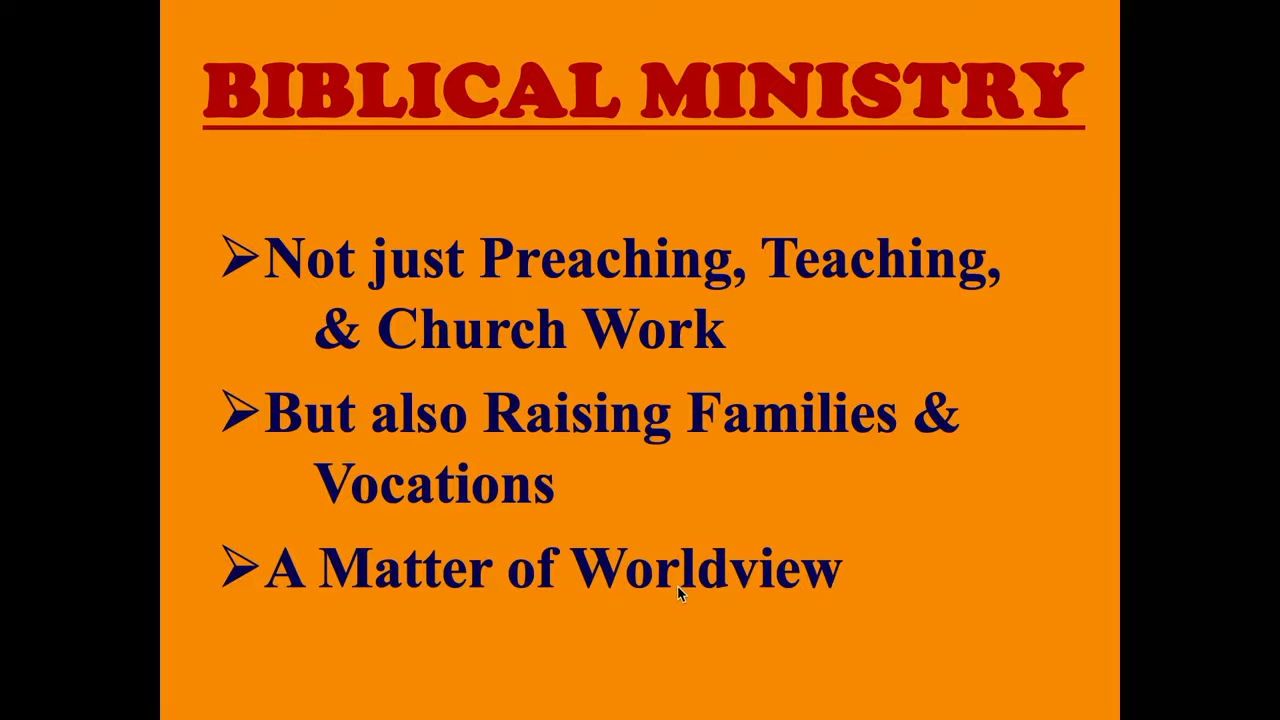 BIBLICAL MINISTRY
Not just Preaching, Teaching,
& Church Work
But also Raising Families &
Vocations
A Matter of Worldview